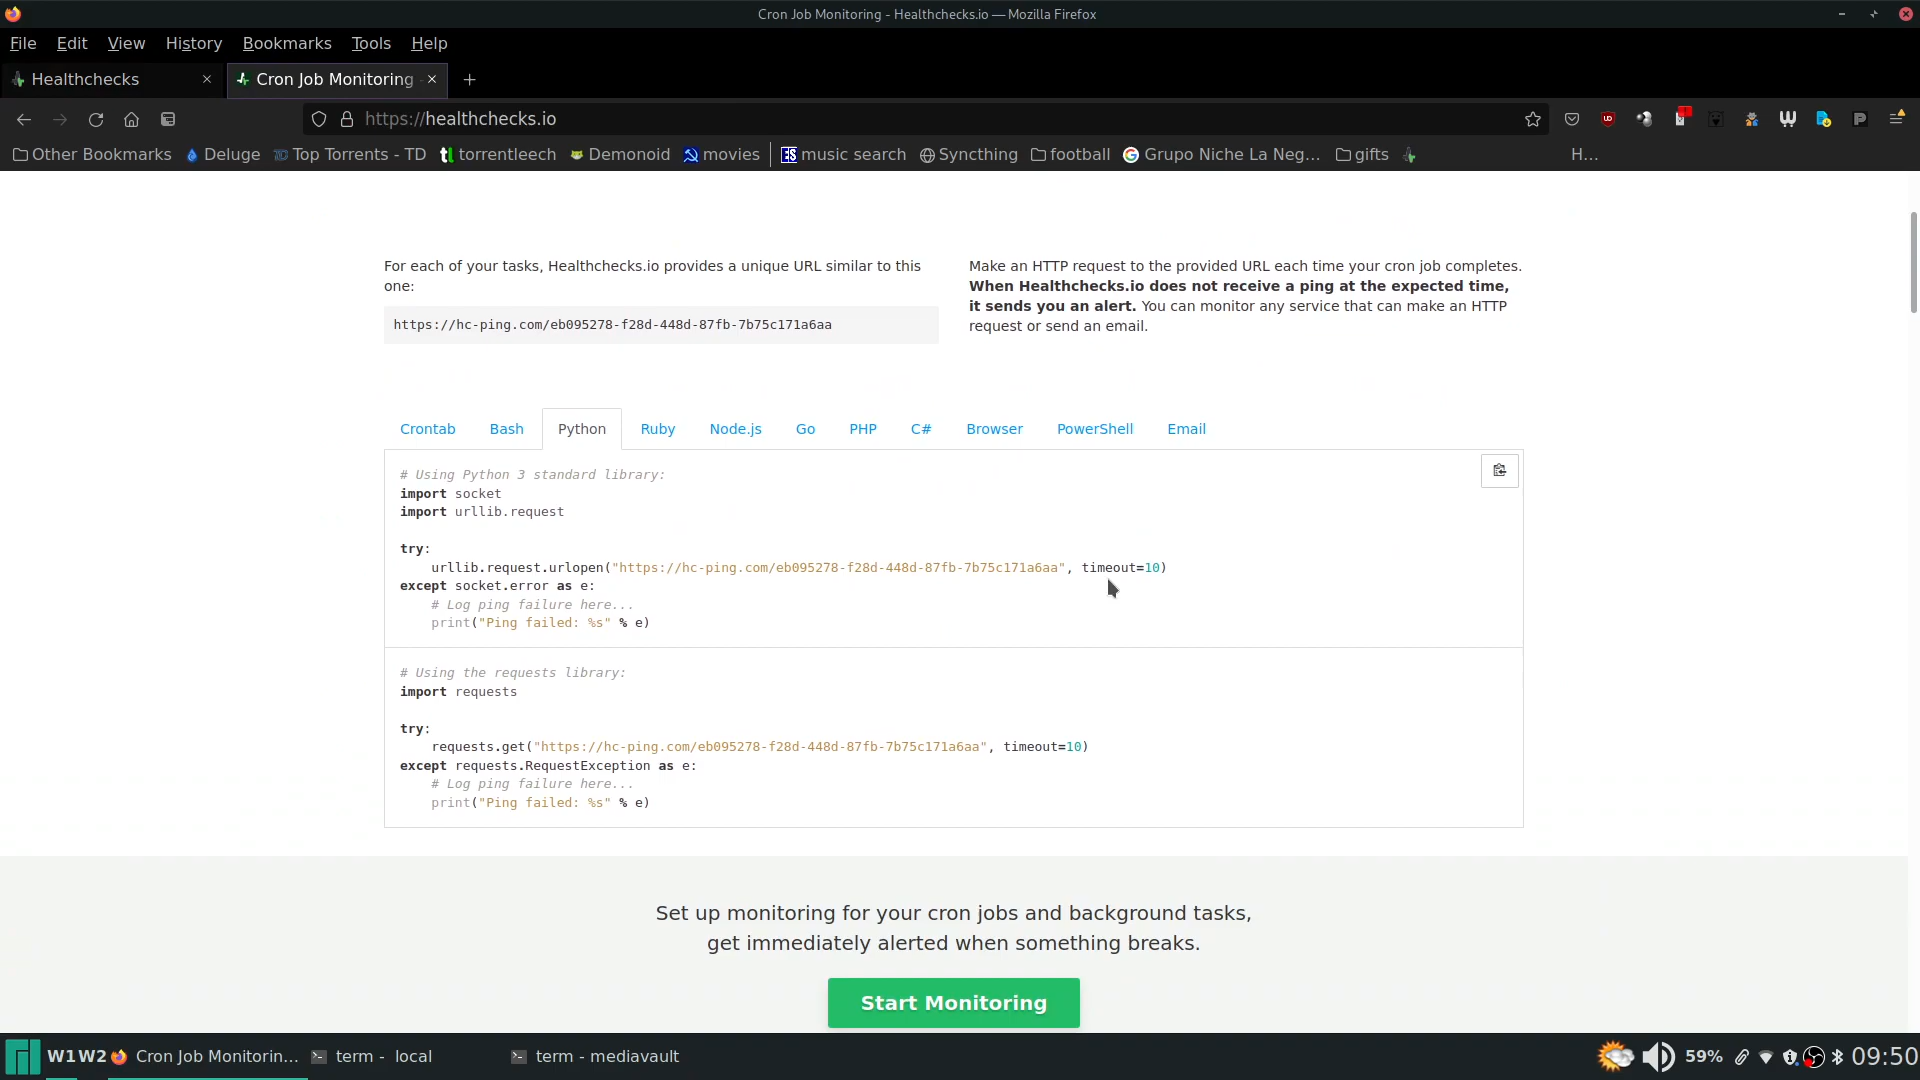 Cron Job Monitoring - Healthchecks.io — Mozilla Firefox
File Edit View History Bookmarks Tools Help
Healthchecks
Cron Job Monitoring -
https://healthchecks.io
Other Bookmarks Deluge Top Torrents - TD torrentleech Demonoid movies music search Syncthing football Grupo Niche La Neg… gifts H…
For each of your tasks, Healthchecks.io provides a unique URL similar to this
one:
https://hc-ping.com/eb095278-f28d-448d-87fb-7b75c171a6aa
Make an HTTP request to the provided URL each time your cron job completes.
When Healthchecks.io does not receive a ping at the expected time,
it sends you an alert. You can monitor any service that can make an HTTP
request or send an email.
Crontab Bash Python Ruby Node.js Go PHP C# Browser PowerShell Email
# Using Python 3 standard library:
import socket
import urllib.request
try:
urllib.request.urlopen("https://hc-ping.com/eb095278-f28d-448d-87fb-7b75c171a6aa", timeout=10)
except socket.error as e:
# Log ping failure here...
print("Ping failed: %s" % e)
# Using the requests library:
import requests
try:
requests.get("https://hc-ping.com/eb095278-f28d-448d-87fb-7b75c171a6aa", timeout=10)
except requests.RequestException as e:
# Log ping failure here...
print("Ping failed: %s" % e)
Set up monitoring for your cron jobs and background tasks,
get immediately alerted when something breaks.
Start Monitoring
W1 W2 Cron Job Monitorin… term - local term - mediavault 59% 09:50